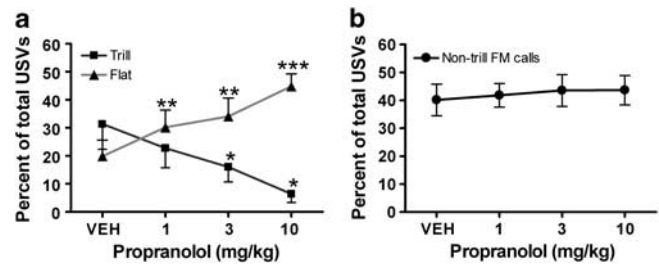 a
Percent of total USVs
60
50
40
30
20
10
0
Trill
Flat
**
**
***
*
*
VEH
1
3
10
Propranolol (mg/kg)
b
Percent of total USVs
60
50
40
30
20
10
0
Non-trill FM calls
VEH
1
3
10
Propranolol (mg/kg)